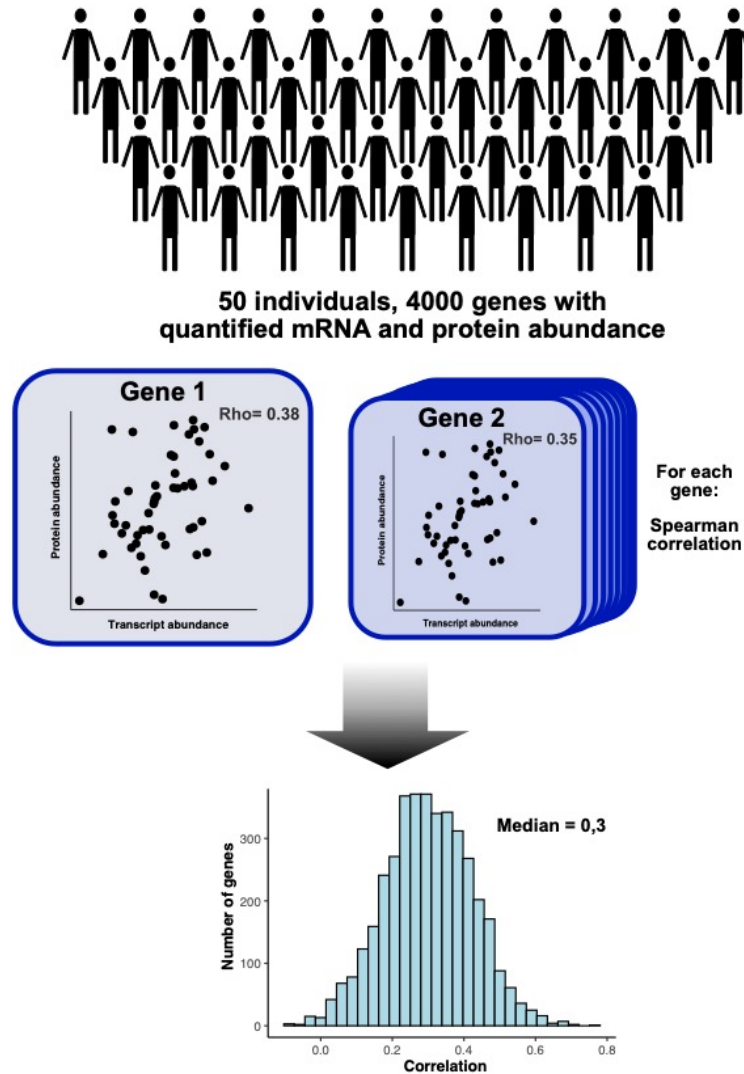 50 individuals, 4000 genes with
quantified mRNA and protein abundance
Gene 1
Rho= 0.38
Protein abundance
Transcript abundance
Gene 2
Rho= 0.35
Protein abundance
Transcript abundance
For each
gene:
Spearman
correlation
Median = 0,3
Number of genes
300
200
100
0
0.0 0.2 0.4 0.6 0.8
Correlation